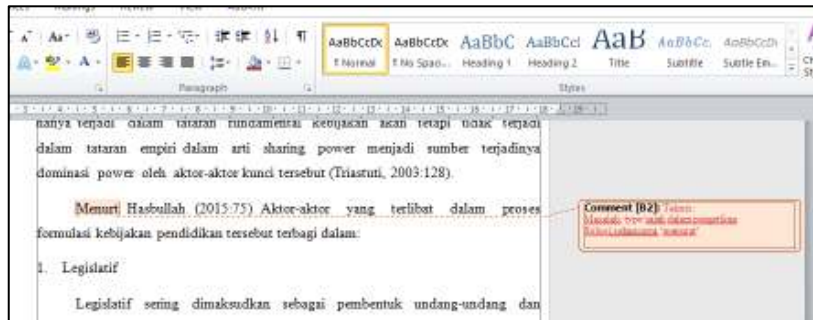 AaBbCcDc AaBbCcDc AaBbC AaBbCcI AaB AaBbCc. AaBbCcDi
¶ Normal ¶ No Spac... Heading 1 Heading 2 Title Subtitle Subtle Em...
Paragraph Styles
hanya terjadi dalam tataran fundamental kebijakan akan tetapi tidak terjadi
dalam tataran empiri dalam arti sharing power menjadi sumber terjadinya
dominasi power oleh aktor-aktor kunci tersebut (Triastuti, 2003:128).
Menurt Hasbullah (2015:75) Aktor-aktor yang terlibat dalam proses
formulasi kebijakan pendidikan tersebut terbagi dalam:
Comment [B2]:
1. Legislatif
Legislatif sering dimaksudkan sebagai pembentuk undang-undang dan